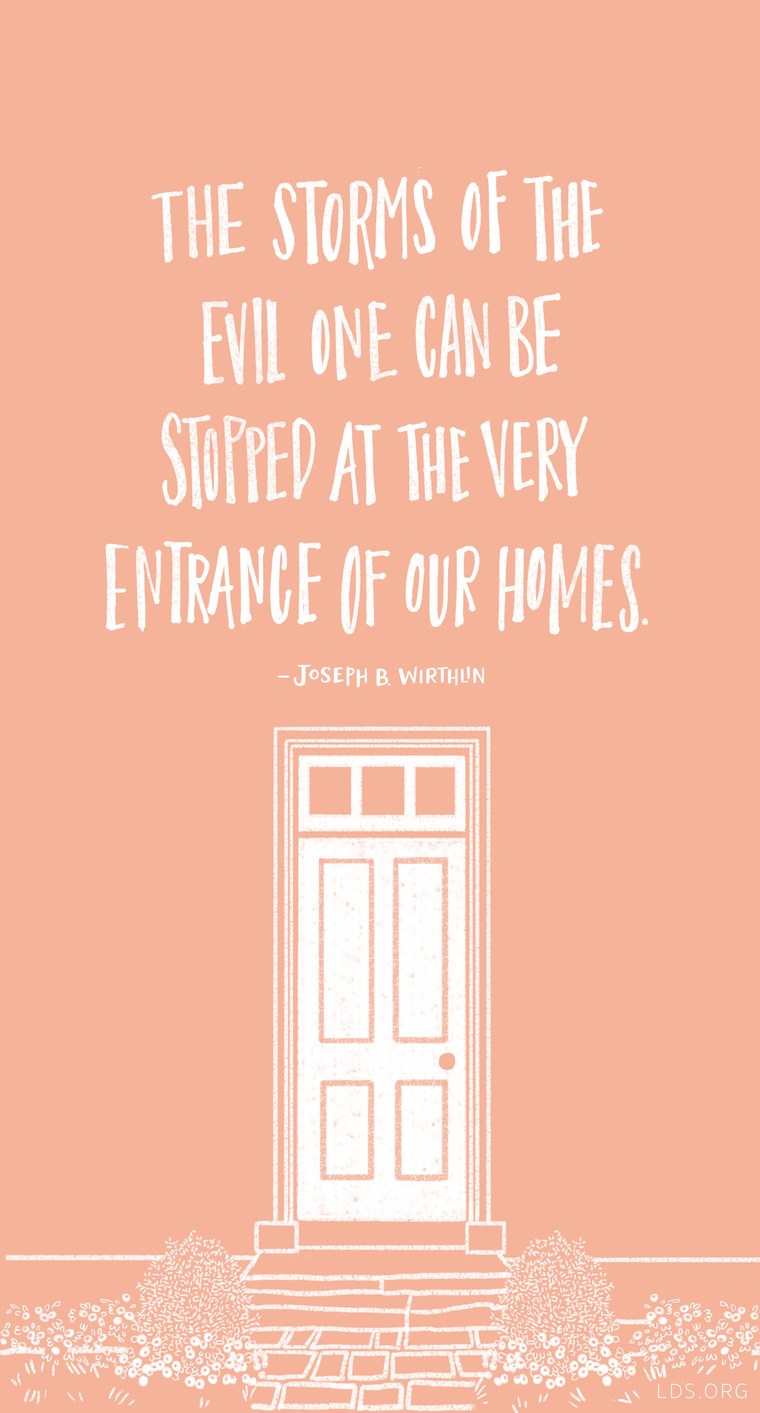 THE STORMS OF THE
EVIL ONE CAN BE
STOPPED AT THE VERY
ENTRANCE OF OUR HOMES.
–JOSEPH B. WIRTHLIN
LDS.ORG